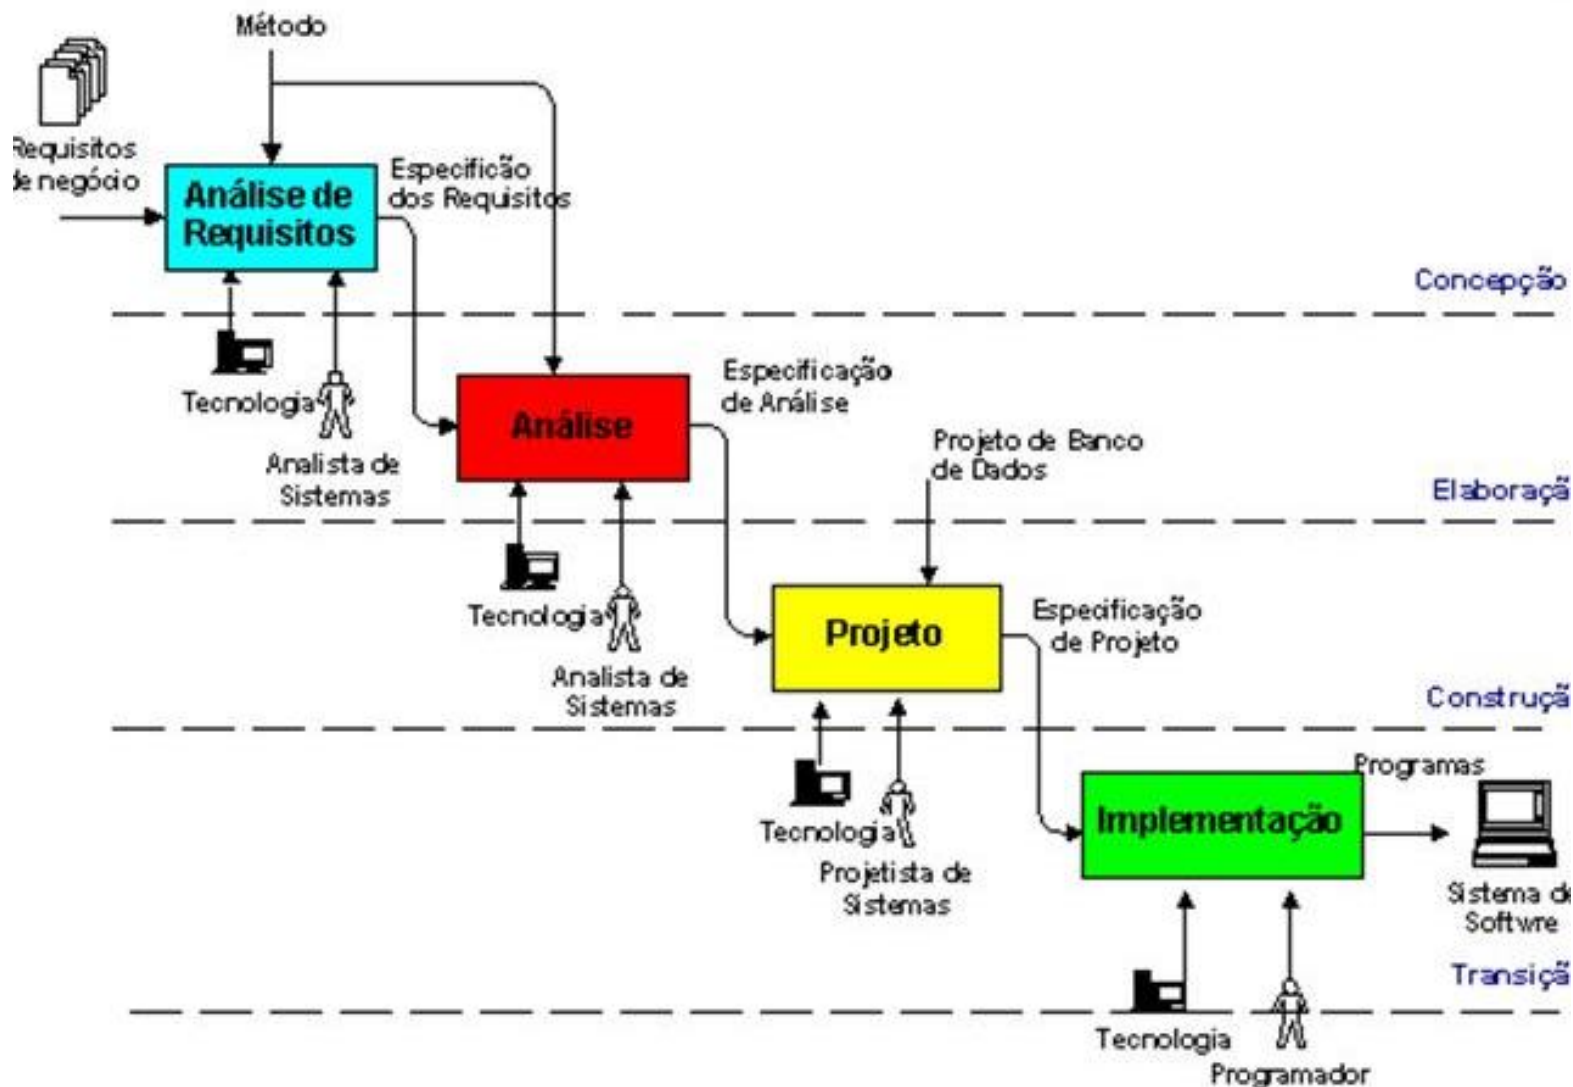 Método
Requisitos
de negócio
Análise de
Requisitos
Especificão
dos Requisitos
Concepção
Tecnologia
Analista de
Sistemas
Análise
Especificação
de Análise
Projeto de Banco
de Dados
Elaboraçã
Tecnologia
Analista de
Sistemas
Projeto
Especificação
de Projeto
Construçã
Tecnologia
Projetista de
Sistemas
Implementação
Programas
Sistema de
Softwre
Transiçã
Tecnologia
Programador